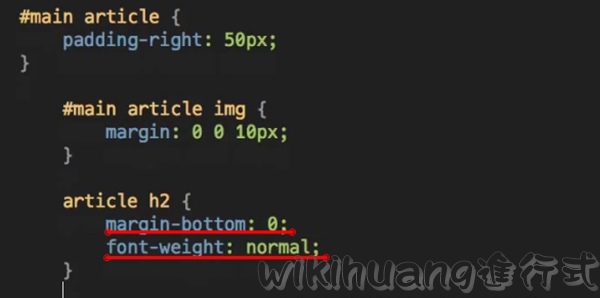 #main article {
padding-right: 50px;
}
#main article img {
margin: 0 0 10px;
}
article h2 {
margin-bottom: 0;
font-weight: normal;
}
wikihuang進行式